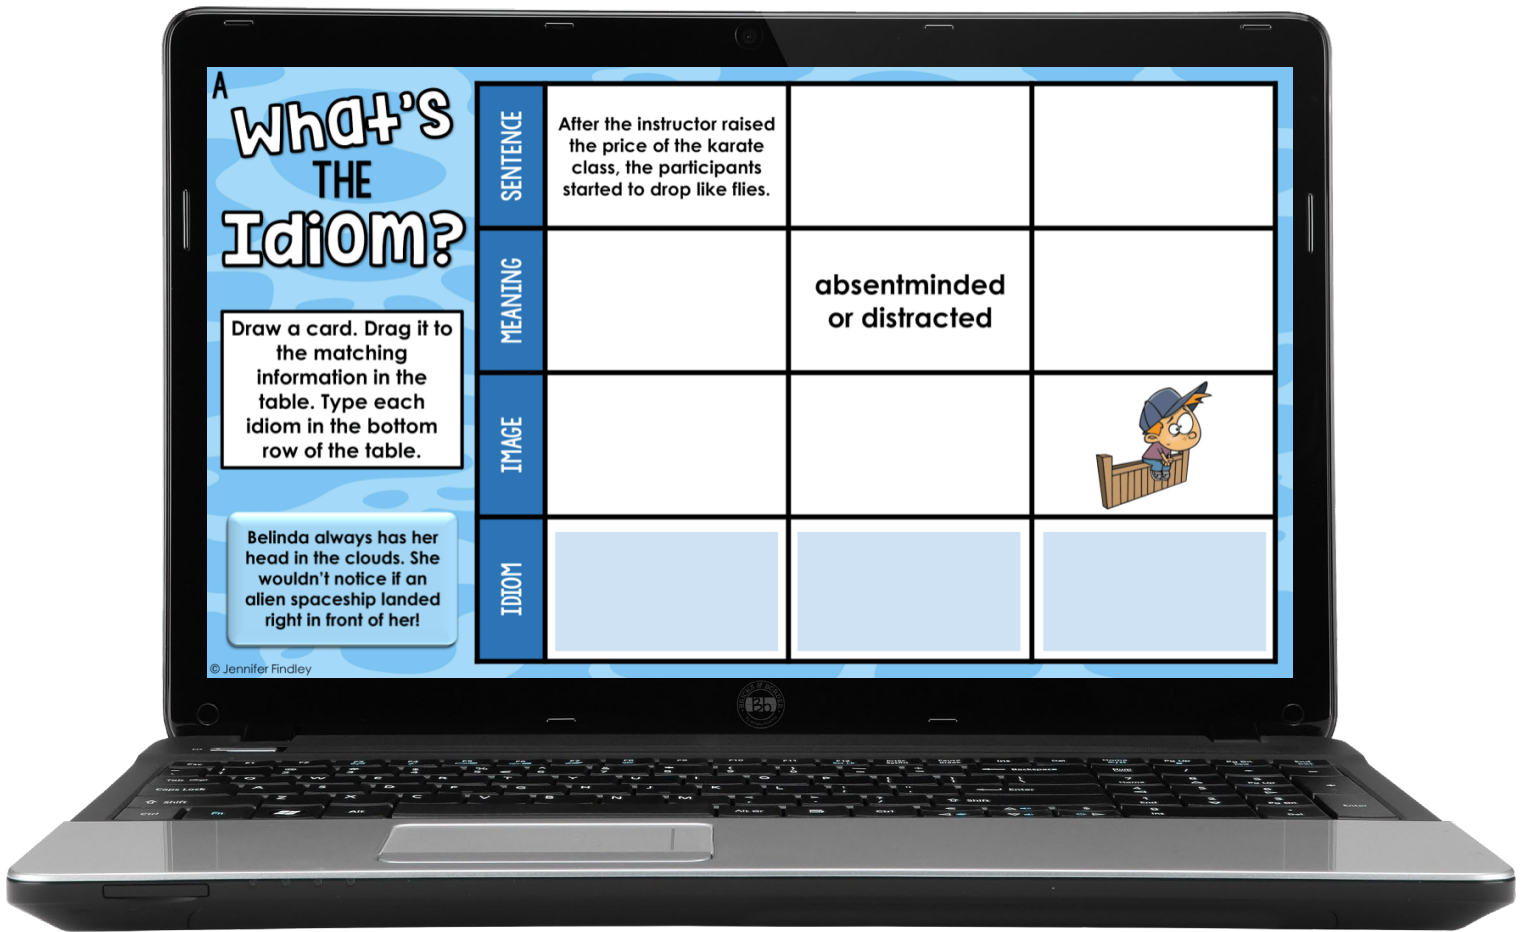 A
What's
THE
Idiom?
Draw a card. Drag it to
the matching
information in the
table. Type each
idiom in the bottom
row of the table.
Belinda always has her
head in the clouds. She
wouldn't notice if an
alien spaceship landed
right in front of her!
© Jennifer Findley
SENTENCE
After the instructor raised
the price of the karate
class, the participants
started to drop like flies.
MEANING
absentminded
or distracted
IMAGE
IDIOM